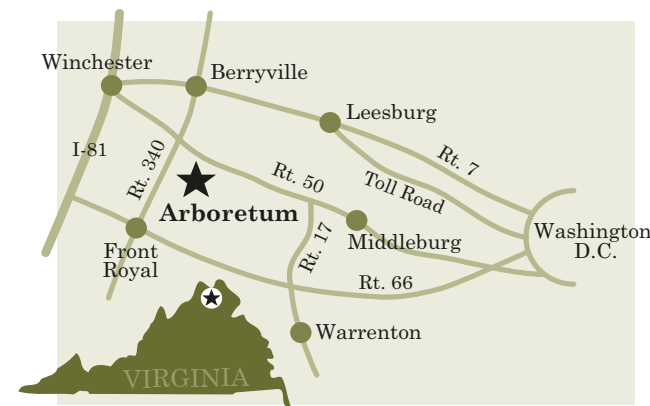 Winchester
Berryville
Leesburg
I-81
Rt. 340
Rt. 7
Rt. 50
Toll Road
Arboretum
Washington
D.C.
Front
Royal
Rt. 17
Middleburg
Rt. 66
Warrenton
VIRGINIA